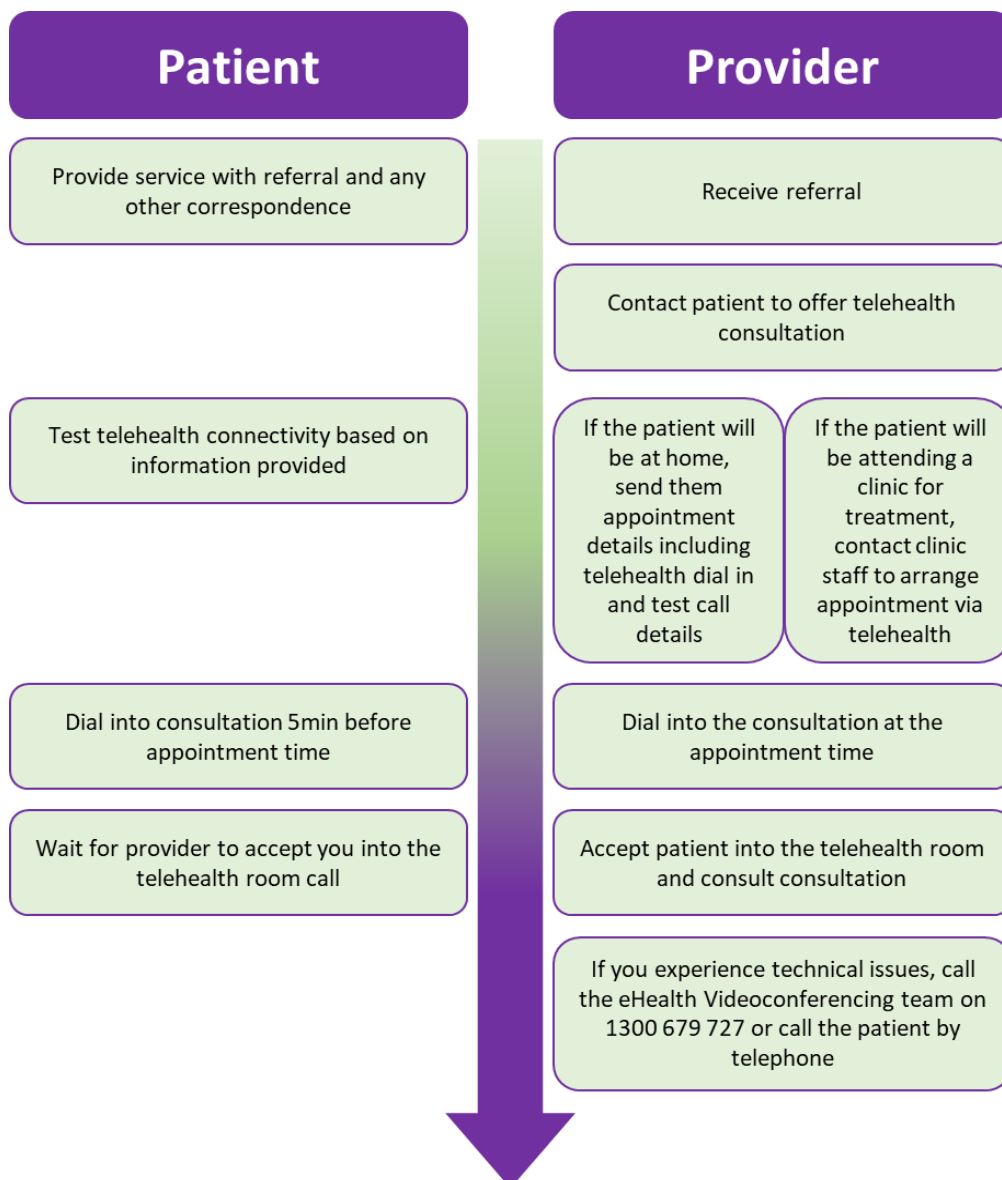 Patient
Provider
Provide service with referral and any
other correspondence
Receive referral
Contact patient to offer telehealth
consultation
Test telehealth connectivity based on
information provided
If the patient will
be at home,
send them
appointment
details including
telehealth dial in
and test call
details
If the patient will
be attending a
clinic for
treatment,
contact clinic
staff to arrange
appointment via
telehealth
Dial into consultation 5min before
appointment time
Dial into the consultation at the
appointment time
Wait for provider to accept you into the
telehealth room call
Accept patient into the telehealth room
and consult consultation
If you experience technical issues, call
the eHealth Videoconferencing team on
1300 679 727 or call the patient by
telephone